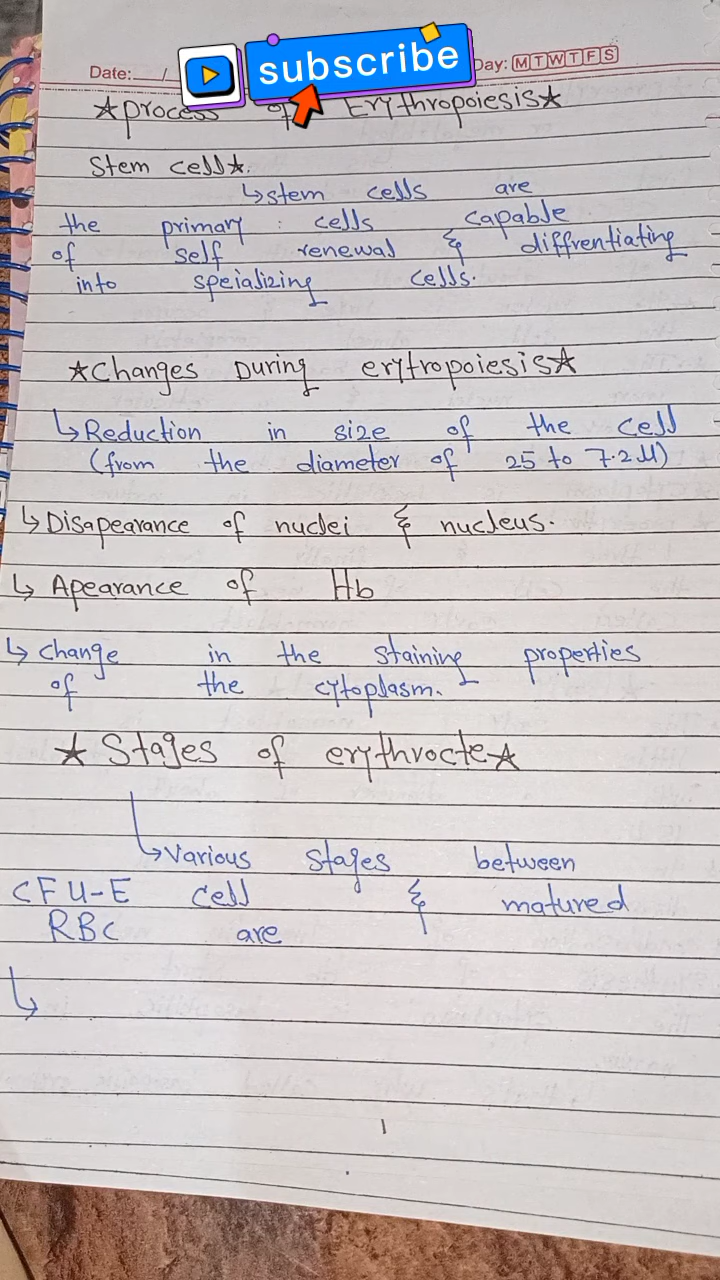 subscribe
Date: / Day: M T W T F S
★process of Erythropoiesis★
Stem cell★.
↳stem cells are
the primary cells capable
of self renewal & diffrentiating
into speializing cells.
★Changes During erytropoiesis★
↳Reduction in size of the cell
(from the diameter of 25 to 7.2 U)
↳Disapearance of nuclei & nucleus.
↳ Apearance of Hb
↳ change in the staining properties
of the cytoplasm.
★ Stages of erythrocte★
↳Various stages between
CFU-E cell & matured
RBC are
↳
1